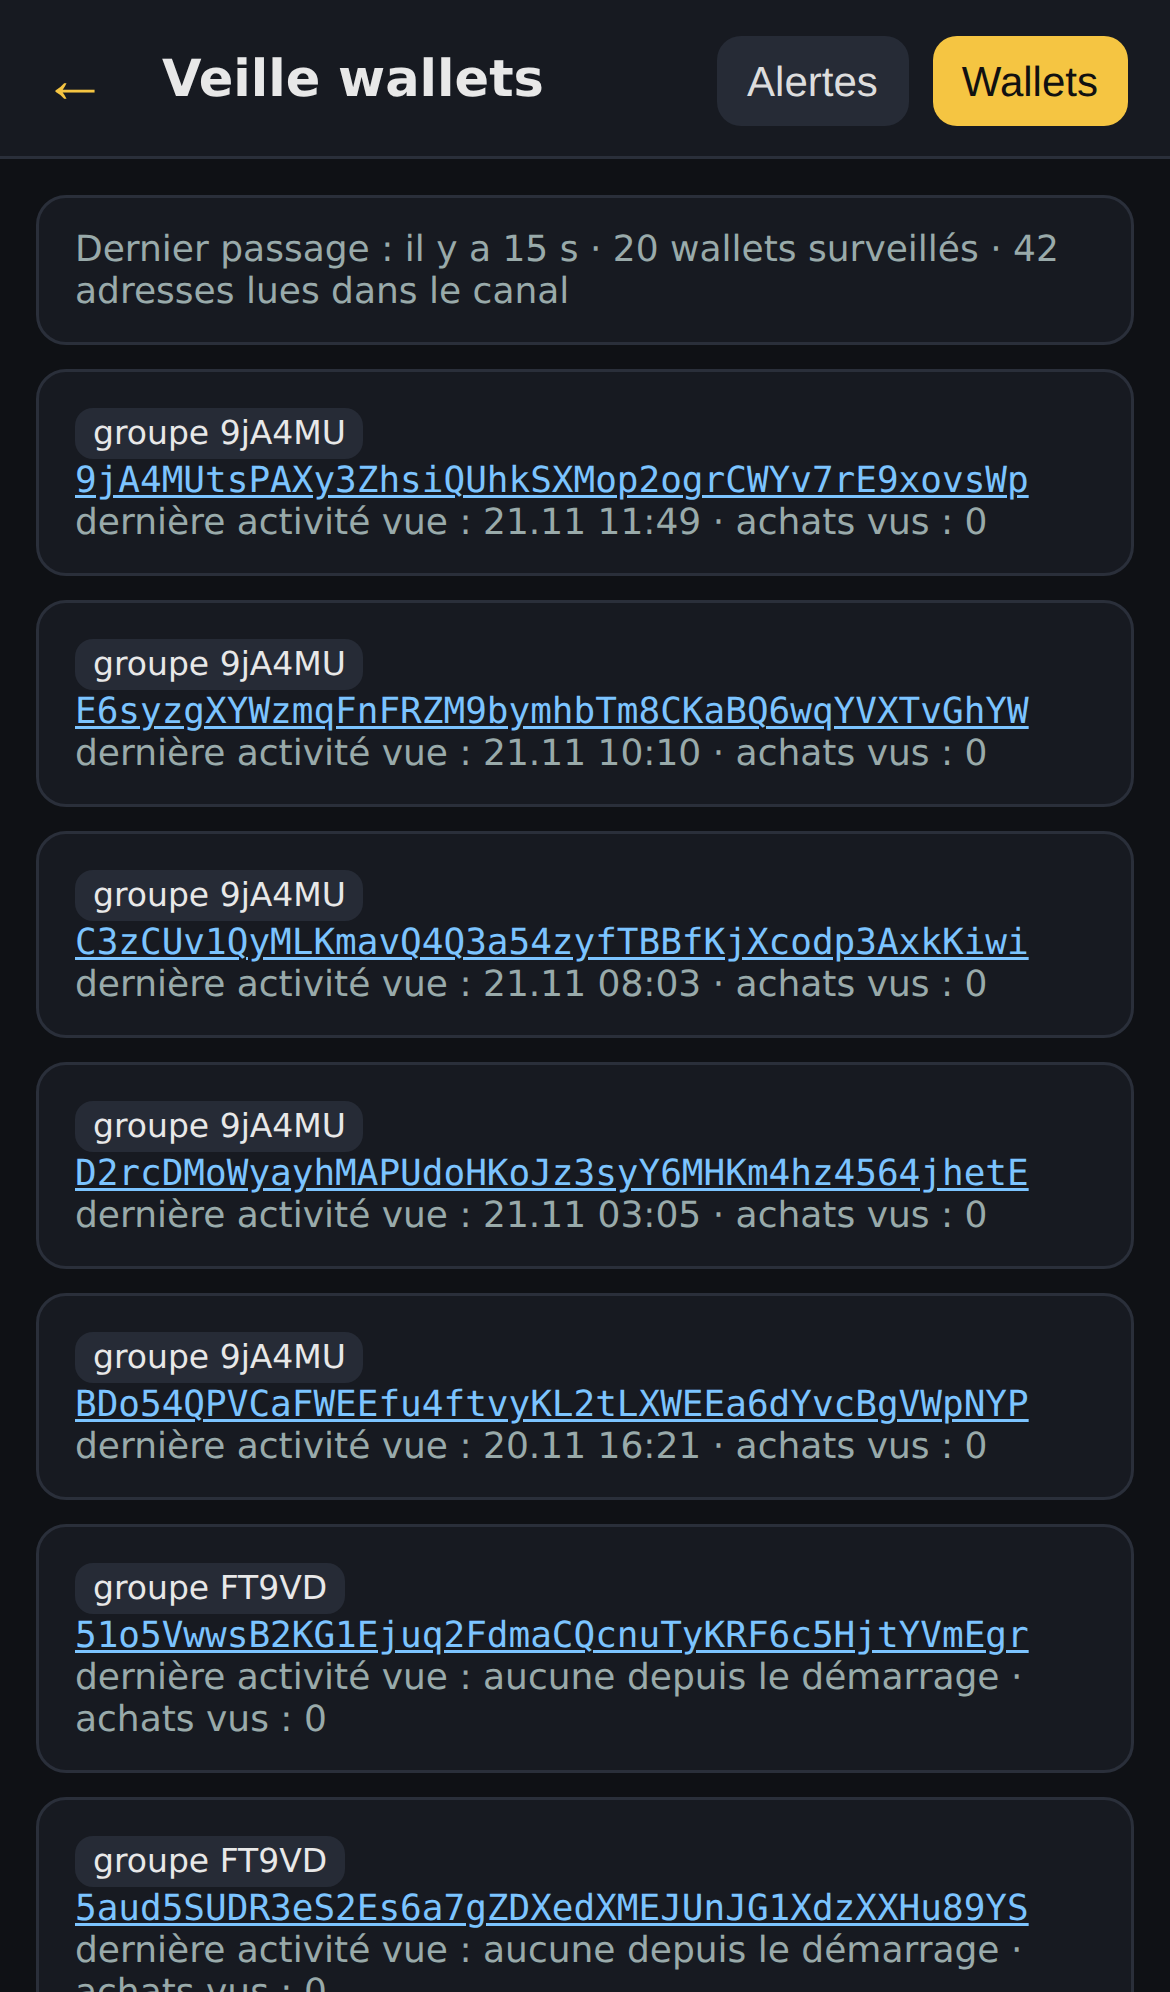 ← Veille wallets Alertes Wallets
Dernier passage : il y a 15 s · 20 wallets surveillés · 42
adresses lues dans le canal
groupe 9jA4MU
9jA4MUtsPAXy3ZhsiQUhkSXMop2ogrCWYv7rE9xovsWp
dernière activité vue : 21.11 11:49 · achats vus : 0
groupe 9jA4MU
E6syzgXYWzmqFnFRZM9bymhbTm8CKaBQ6wqYVXTvGhYW
dernière activité vue : 21.11 10:10 · achats vus : 0
groupe 9jA4MU
C3zCUv1QyMLKmavQ4Q3a54zyfTBBfKjXcodp3AxkKiwi
dernière activité vue : 21.11 08:03 · achats vus : 0
groupe 9jA4MU
D2rcDMoWyayhMAPUdoHKoJz3syY6MHKm4hz4564jhetE
dernière activité vue : 21.11 03:05 · achats vus : 0
groupe 9jA4MU
BDo54QPVCaFWEEfu4ftvyKL2tLXWEEa6dYvcBgVWpNYP
dernière activité vue : 20.11 16:21 · achats vus : 0
groupe FT9VD
51o5VwwsB2KG1Ejuq2FdmaCQcnuTyKRF6c5HjtYVmEgr
dernière activité vue : aucune depuis le démarrage ·
achats vus : 0
groupe FT9VD
5aud5SUDR3eS2Es6a7gZDXedXMEJUnJG1XdzXXHu89YS
dernière activité vue : aucune depuis le démarrage ·
achats vus : 0